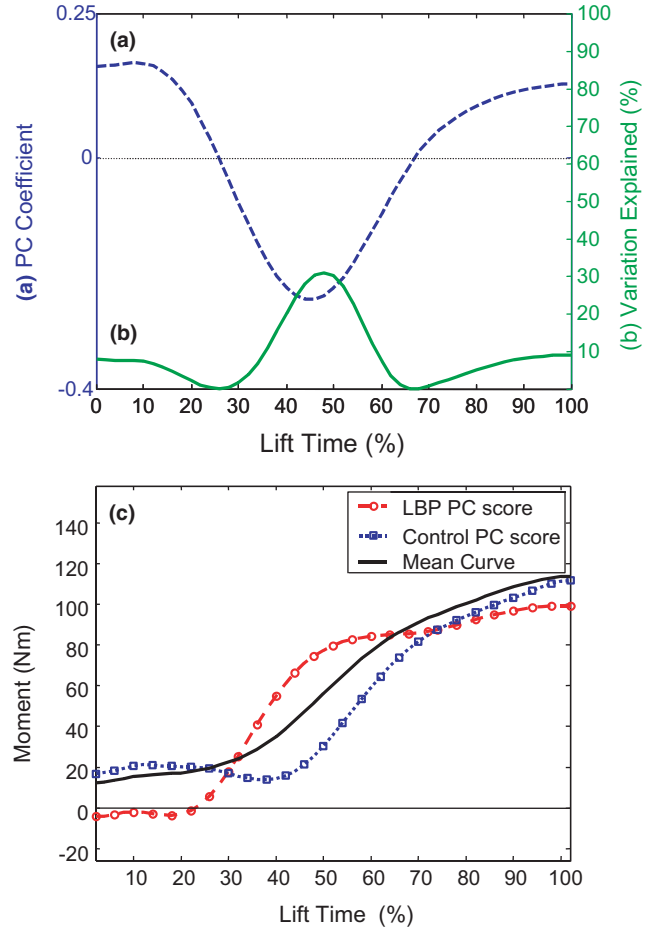 0.25
(a)
100
90
80
70
0
60
50
40
30
20
(b)
10
-0.4
0 10 20 30 40 50 60 70 80 90 100
(a) PC Coefficient
(b) Variation Explained (%)
Lift Time (%)
(c)
LBP PC score
Control PC score
Mean Curve
140
120
100
80
60
40
20
0
-20
Moment (Nm)
10 20 30 40 50 60 70 80 90 100
Lift Time (%)